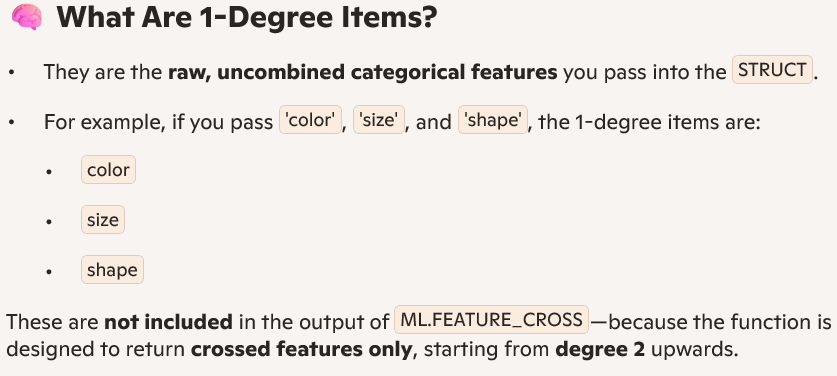 🧠 What Are 1-Degree Items?
• They are the raw, uncombined categorical features you pass into the STRUCT.
• For example, if you pass 'color', 'size', and 'shape', the 1-degree items are:
• color
• size
• shape
These are not included in the output of ML.FEATURE_CROSS—because the function is
designed to return crossed features only, starting from degree 2 upwards.